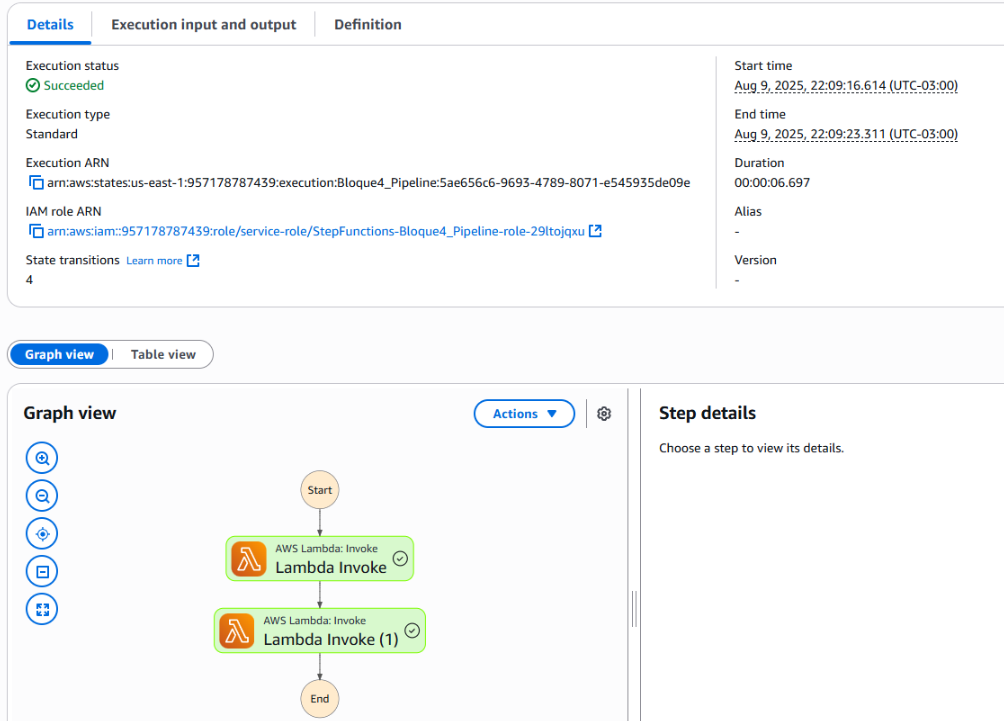 Details
Execution input and output
Definition
Execution status
Succeeded
Execution type
Standard
Execution ARN
arn:aws:states:us-east-1:957178787439:execution:Bloque4_Pipeline:5ae656c6-9693-4789-8071-e545935de09e
IAM role ARN
arn:aws:iam::957178787439:role/service-role/StepFunctions-Bloque4_Pipeline-role-29ltojqxu
State transitions Learn more
4
Start time
Aug 9, 2025, 22:09:16.614 (UTC-03:00)
End time
Aug 9, 2025, 22:09:23.311 (UTC-03:00)
Duration
00:00:06.697
Alias
-
Version
-
Graph view
Table view
Graph view
Actions
Start
AWS Lambda: Invoke
Lambda Invoke
AWS Lambda: Invoke
Lambda Invoke (1)
End
Step details
Choose a step to view its details.